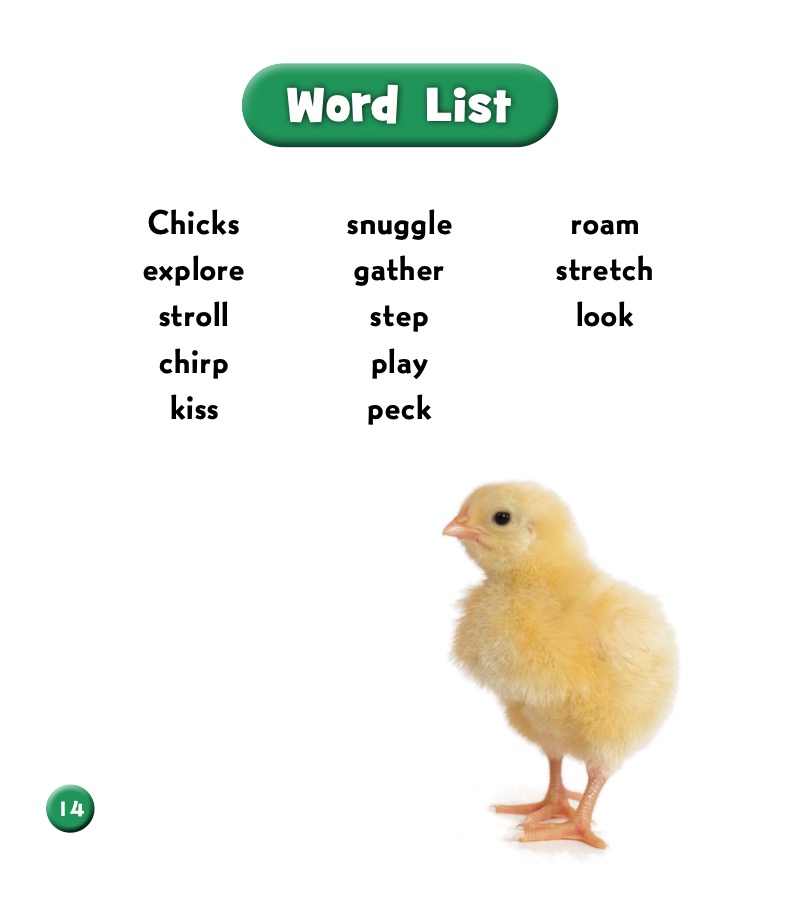 Word List
Chicks
explore
stroll
chirp
kiss
snuggle
gather
step
play
peck
roam
stretch
look
14